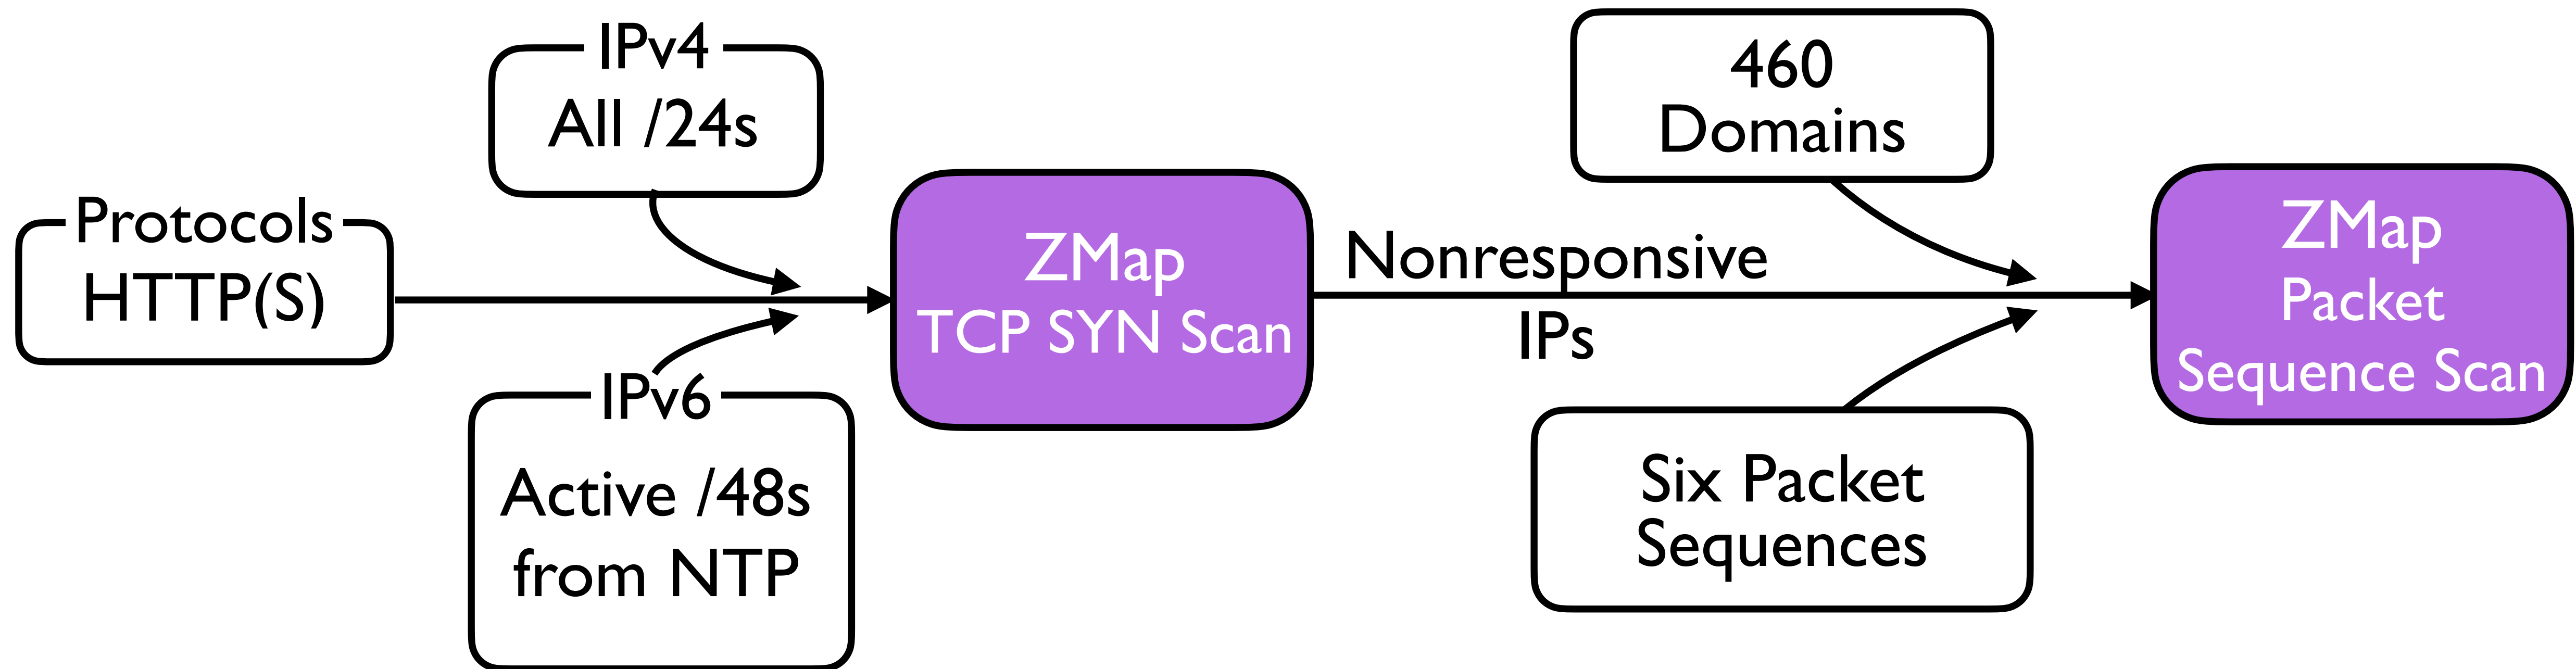 Protocols
HTTP(S)
IPv4
All /24s
IPv6
Active /48s
from NTP
ZMap
TCP SYN Scan
Nonresponsive
IPs
460
Domains
Six Packet
Sequences
ZMap
Packet
Sequence Scan